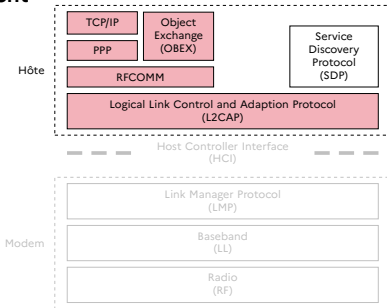 ent
TCP/IP
Object
Exchange
(OBEX)
PPP
Service
Discovery
Protocol
(SDP)
Hôte
RFCOMM
Logical Link Control and Adaption Protocol
(L2CAP)
Host Controller Interface
(HCI)
Link Manager Protocol
(LMP)
Modem
Baseband
(LL)
Radio
(RF)